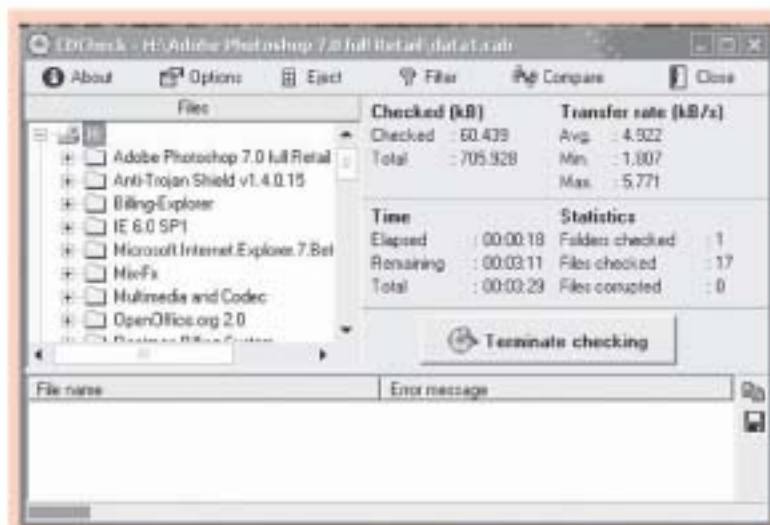 CDCheck - H:\Adobe Photoshop 7.0 full Retail\data1.cab
About Options Eject Filter Compare Close
Files
Adobe Photoshop 7.0 full Retail
Anti-Trojan Shield v1.4.0.15
Billing-Explorer
IE 6.0 SP1
Microsoft.Internet.Explorer.7.Bet
MixFx
Multimedia and Codec
OpenOffice.org 2.0
Checked (kB)
Checked : 60.439
Total : 705.928
Transfer rate (kB/s)
Avg. : 4.922
Min. : 1.807
Max. : 5.771
Time
Elapsed : 00:00:18
Remaining : 00:03:11
Total : 00:03:29
Statistics
Folders checked : 1
Files checked : 17
Files corrupted : 0
Terminate checking
File name Error message